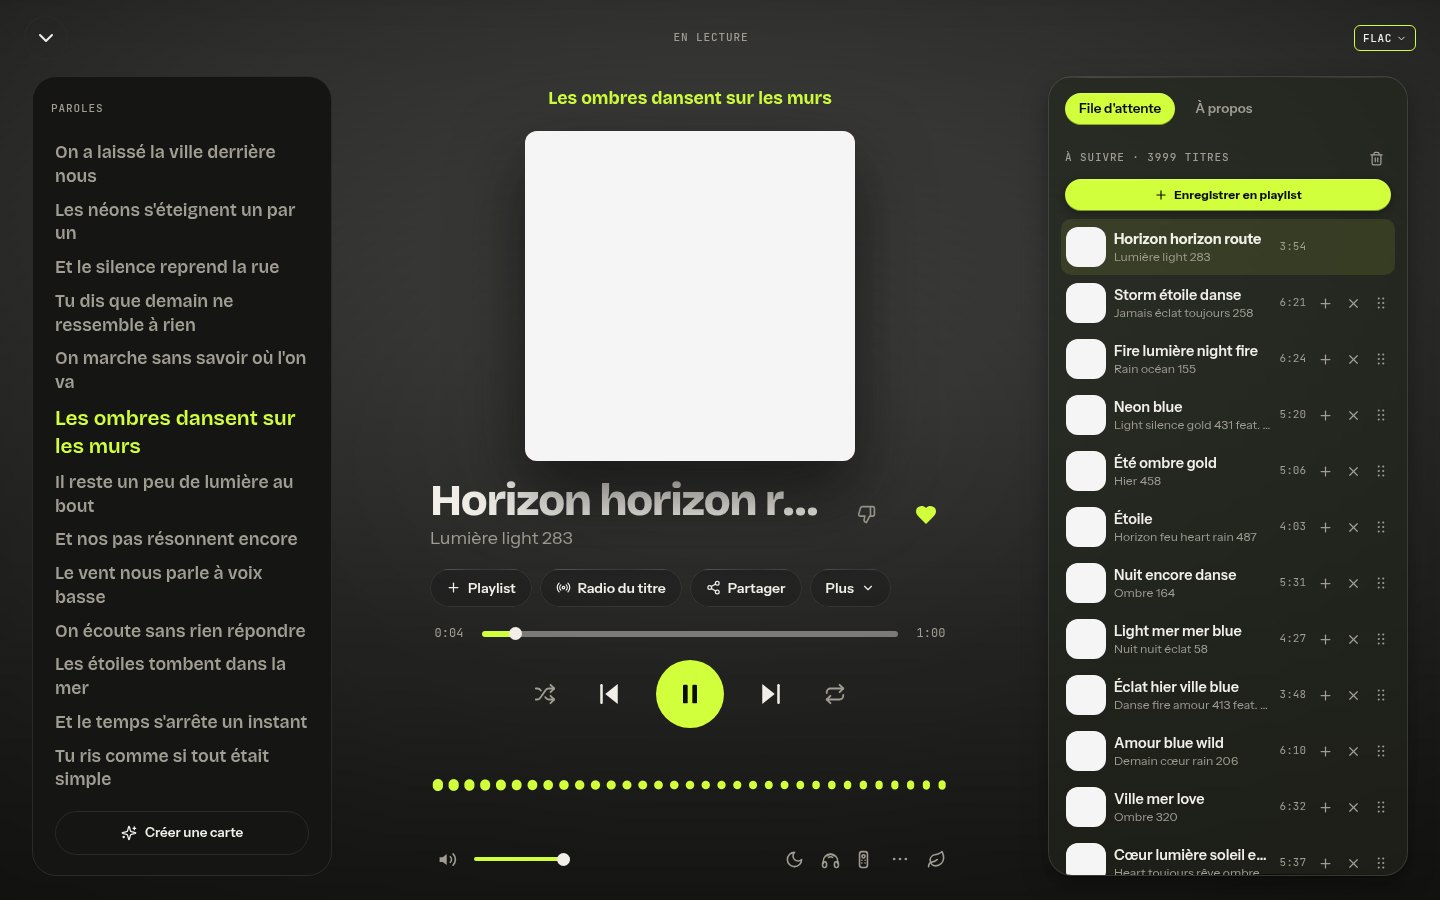 EN LECTURE
FLAC
PAROLES
On a laissé la ville derrière
nous
Les néons s'éteignent un par
un
Et le silence reprend la rue
Tu dis que demain ne
ressemble à rien
On marche sans savoir où l'on
va
Les ombres dansent sur
les murs
Il reste un peu de lumière au
bout
Et nos pas résonnent encore
Le vent nous parle à voix
basse
On écoute sans rien répondre
Les étoiles tombent dans la
mer
Et le temps s'arrête un instant
Tu ris comme si tout était
simple
Créer une carte
Les ombres dansent sur les murs
Horizon horizon r...
Lumière light 283
Playlist
Radio du titre
Partager
Plus
0:04
1:00
File d'attente
À propos
À SUIVRE · 3999 TITRES
Enregistrer en playlist
Horizon horizon route
3:54
Lumière light 283
Storm étoile danse
6:21
Jamais éclat toujours 258
Fire lumière night fire
6:24
Rain océan 155
Neon blue
5:20
Light silence gold 431 feat. ...
Été ombre gold
5:06
Hier 458
Étoile
4:03
Horizon feu heart rain 487
Nuit encore danse
5:31
Ombre 164
Light mer mer blue
4:27
Nuit nuit éclat 58
Éclat hier ville blue
3:48
Danse fire amour 413 feat. ...
Amour blue wild
6:10
Demain cœur rain 206
Ville mer love
6:32
Ombre 320
Cœur lumière soleil e...
5:37
Heart toujours rêve ombre